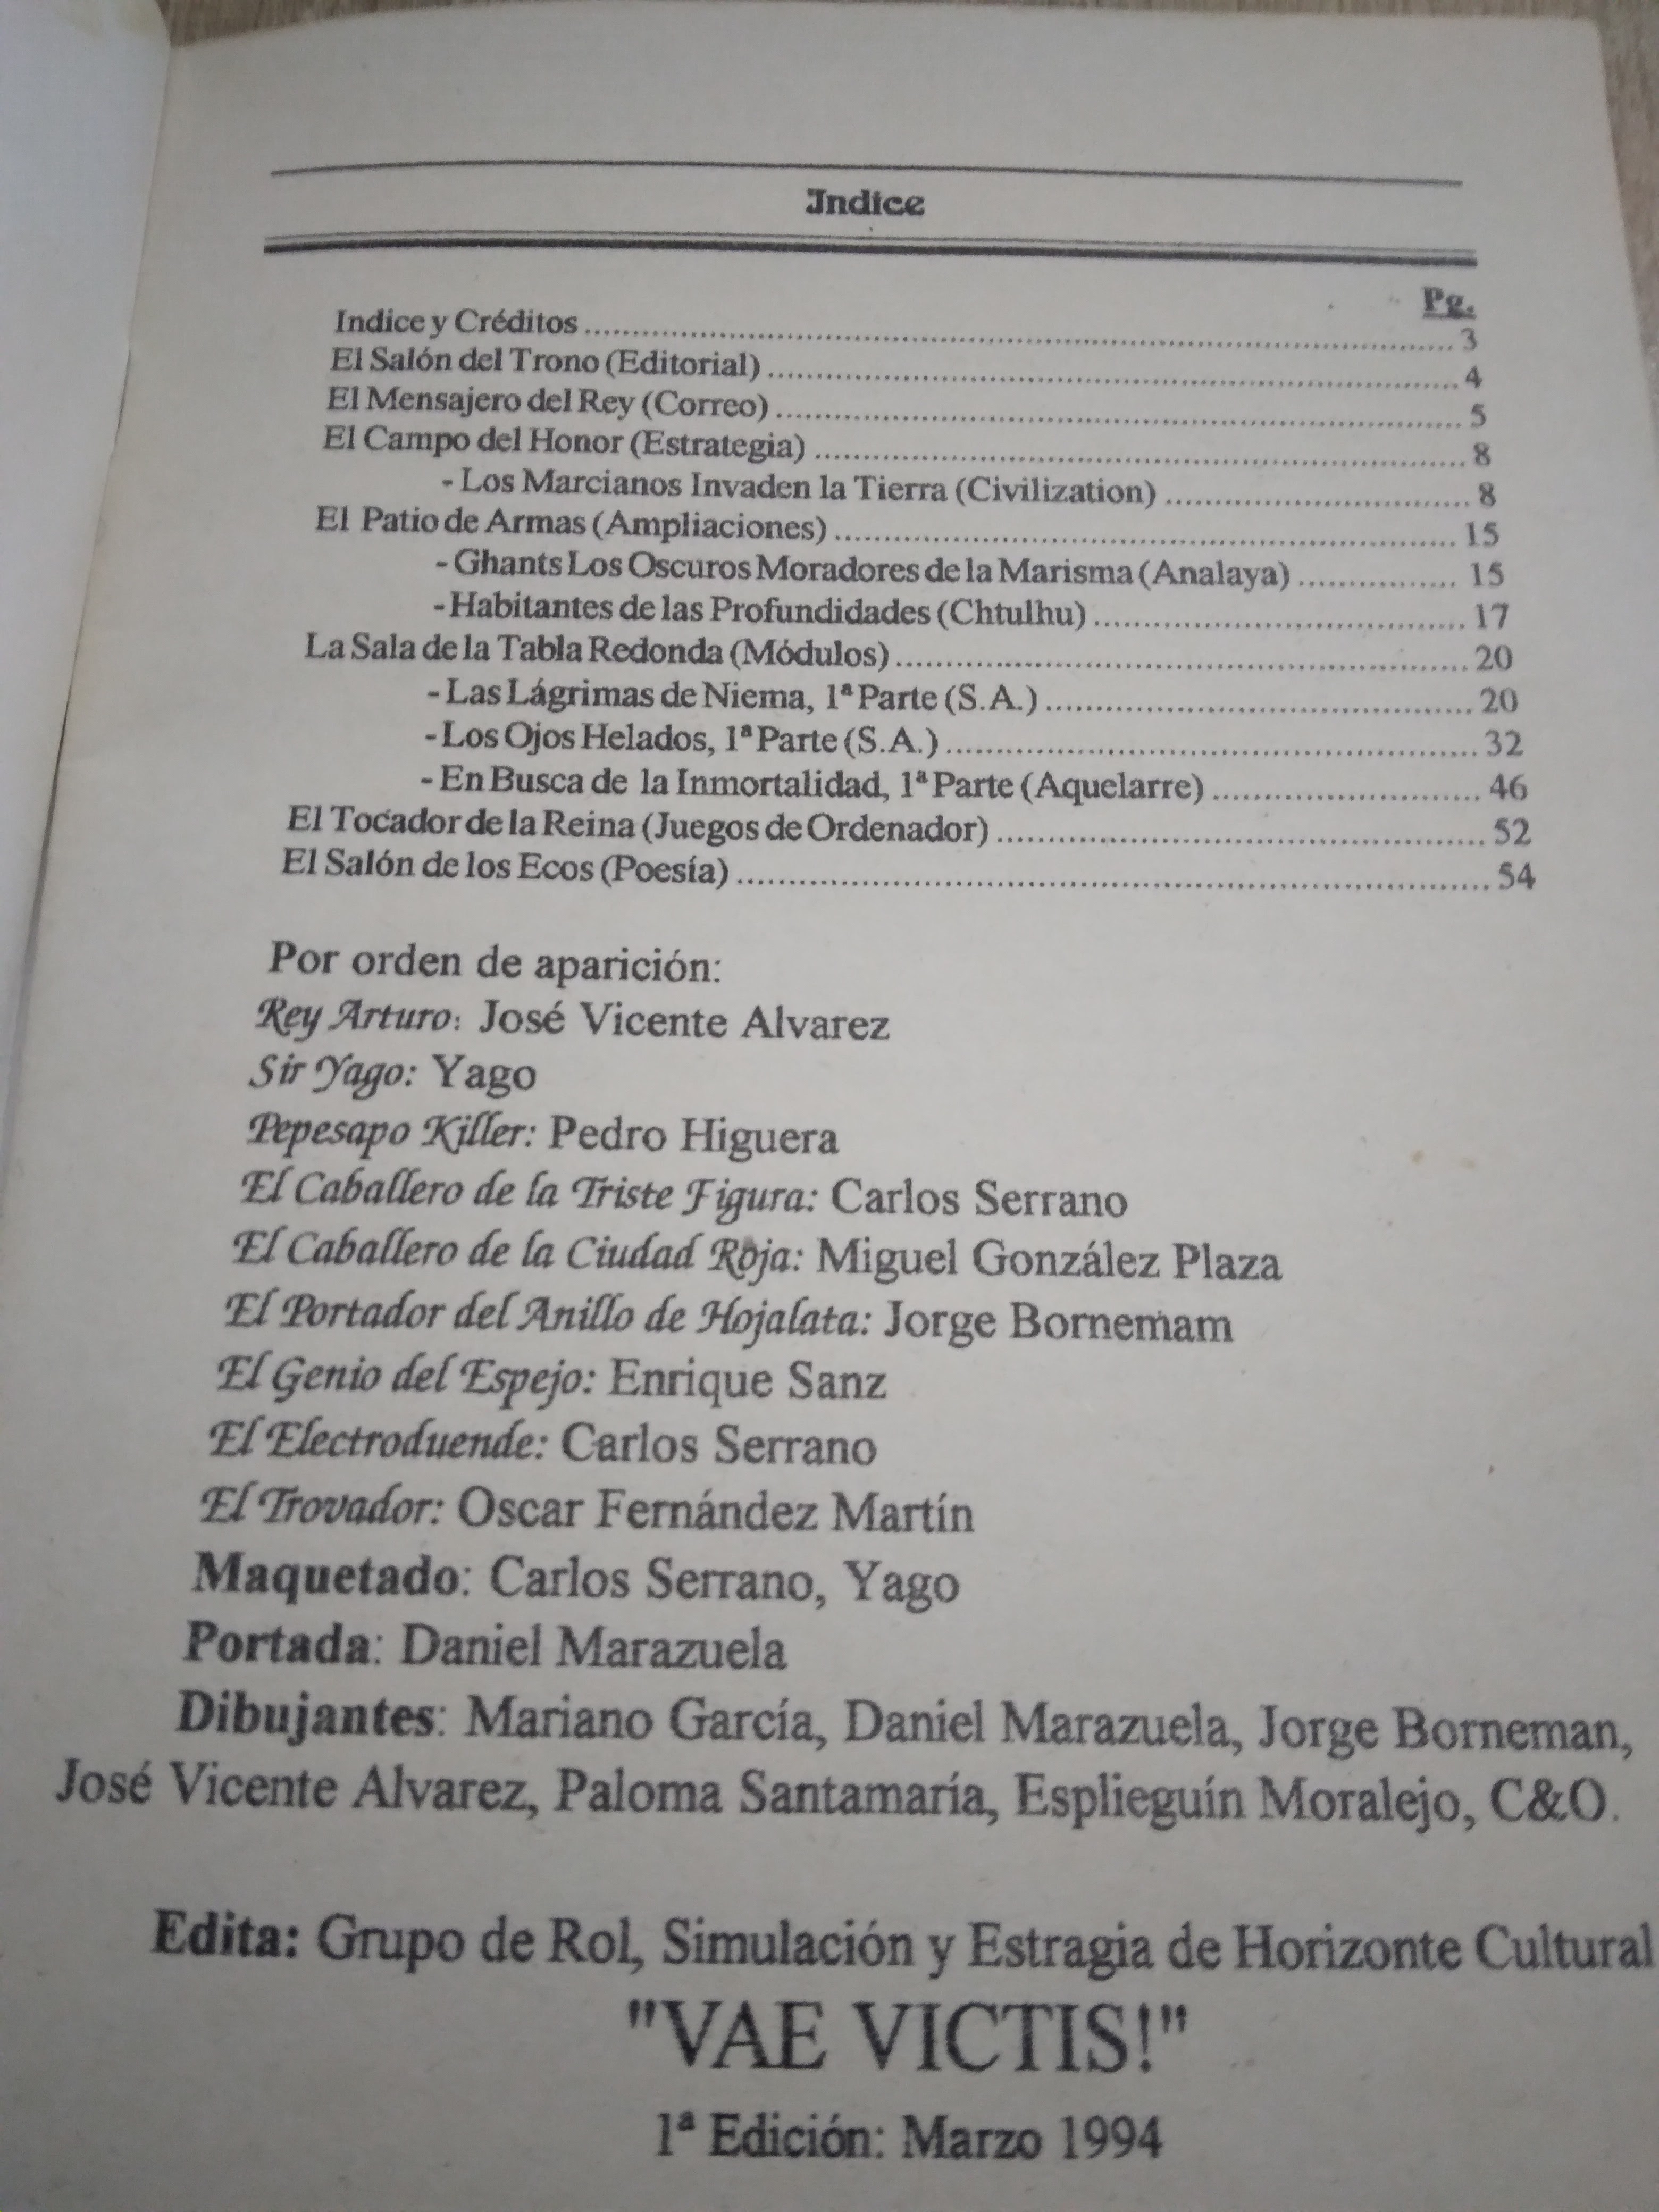 Indice
Pg.
Indice y Créditos ........................ 3
El Salón del Trono (Editorial) ........................ 4
El Mensajero del Rey (Correo) ........................ 5
El Campo del Honor (Estrategia) ........................ 8
- Los Marcianos Invaden la Tierra (Civilization) ........................ 8
El Patio de Armas (Ampliaciones) ........................ 15
- Ghants Los Oscuros Moradores de la Marisma (Analaya) ........................ 15
- Habitantes de las Profundidades (Chtulhu) ........................ 17
La Sala de la Tabla Redonda (Módulos) ........................ 20
- Las Lágrimas de Niema, 1ª Parte (S.A.) ........................ 20
- Los Ojos Helados, 1ª Parte (S.A.) ........................ 32
- En Busca de la Inmortalidad, 1ª Parte (Aquelarre) ........................ 46
El Tocador de la Reina (Juegos de Ordenador) ........................ 52
El Salón de los Ecos (Poesía) ........................ 54
Por orden de aparición:
Rey Arturo: José Vicente Alvarez
Sir Yago: Yago
Pepesapo Killer: Pedro Higuera
El Caballero de la Triste Figura: Carlos Serrano
El Caballero de la Ciudad Roja: Miguel González Plaza
El Portador del Anillo de Hojalata: Jorge Bornemam
El Genio del Espejo: Enrique Sanz
El Electroduende: Carlos Serrano
El Trovador: Oscar Fernández Martín
Maquetado: Carlos Serrano, Yago
Portada: Daniel Marazuela
Dibujantes: Mariano García, Daniel Marazuela, Jorge Borneman,
José Vicente Alvarez, Paloma Santamaría, Esplieguín Moralejo, C&O.
Edita: Grupo de Rol, Simulación y Estragia de Horizonte Cultural
"VAE VICTIS!"
1ª Edición: Marzo 1994